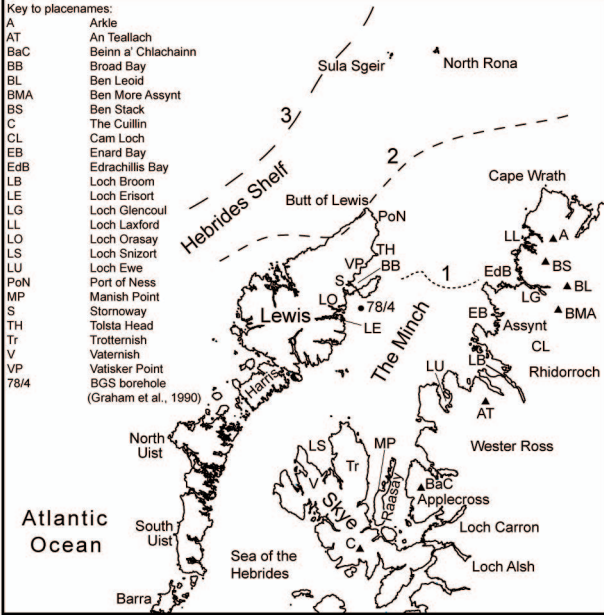 Key to placenames:
A Arkle
AT An Teallach
BaC Beinn a' Chlachainn
BB Broad Bay
BL Ben Leoid
BMA Ben More Assynt
BS Ben Stack
C The Cuillin
CL Cam Loch
EB Enard Bay
EdB Edrachillis Bay
LB Loch Broom
LE Loch Erisort
LG Loch Glencoul
LL Loch Laxford
LO Loch Orasay
LS Loch Snizort
LU Loch Ewe
PoN Port of Ness
MP Manish Point
S Stornoway
TH Tolsta Head
Tr Trotternish
V Vaternish
VP Vatisker Point
78/4 BGS borehole
(Graham et al., 1990)
Sula Sgeir
North Rona
3
2
Hebrides Shelf
Butt of Lewis
PoN
Cape Wrath
TH
VP
BB
S
1
LL
A
EdB
BS
LG
BL
LO
78/4
Lewis
LE
EB
Assynt
BMA
The Minch
CL
LB
Rhidorroch
LU
Harris
AT
North
Uist
LS
MP
Wester Ross
Tr
V
Skye
Raasay
BaC
Applecross
Atlantic
Ocean
South
Uist
C
Loch Carron
Sea of the
Hebrides
Loch Alsh
Barra